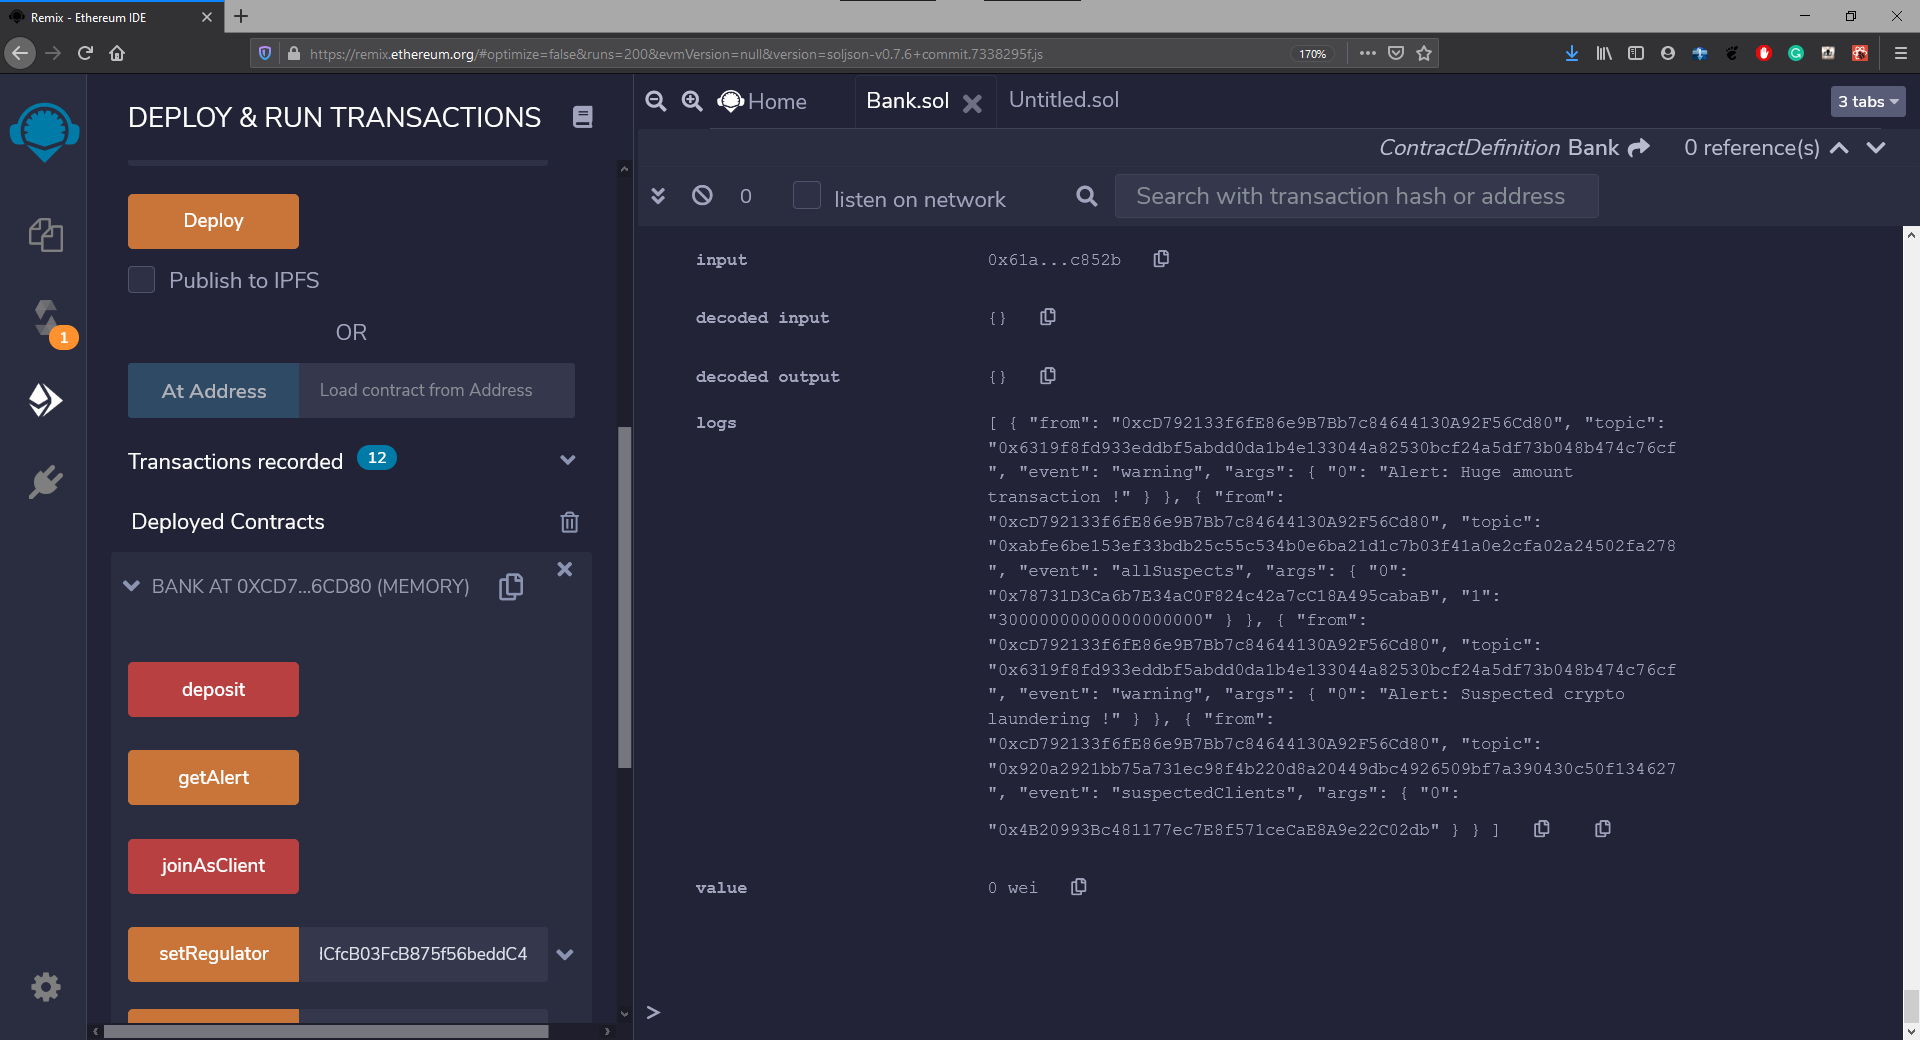 Remix - Ethereum IDE
https://remix.ethereum.org/#optimize=false&runs=200&evmVersion=null&version=soljson-v0.7.6+commit.7338295f.js
170%
DEPLOY & RUN TRANSACTIONS
Deploy
Publish to IPFS
OR
At Address
Load contract from Address
Transactions recorded 12
Deployed Contracts
BANK AT 0XCD7...6CD80 (MEMORY)
deposit
getAlert
joinAsClient
setRegulator
ICfcB03FcB875f56beddC4
1
Home
Bank.sol
Untitled.sol
3 tabs
ContractDefinition Bank
0 reference(s)
0
listen on network
Search with transaction hash or address
input
0x61a...c852b
decoded input
{}
decoded output
{}
logs
[ { "from": "0xcD792133f6fE86e9B7Bb7c84644130A92F56Cd80", "topic":
"0x6319f8fd933eddbf5abdd0da1b4e133044a82530bcf24a5df73b048b474c76cf
", "event": "warning", "args": { "0": "Alert: Huge amount
transaction !" } }, { "from":
"0xcD792133f6fE86e9B7Bb7c84644130A92F56Cd80", "topic":
"0xabfe6be153ef33bdb25c55c534b0e6ba21d1c7b03f41a0e2cfa02a24502fa278
", "event": "allSuspects", "args": { "0":
"0x78731D3Ca6b7E34aC0F824c42a7cC18A495cabaB", "1":
"30000000000000000000" } }, { "from":
"0xcD792133f6fE86e9B7Bb7c84644130A92F56Cd80", "topic":
"0x6319f8fd933eddbf5abdd0da1b4e133044a82530bcf24a5df73b048b474c76cf
", "event": "warning", "args": { "0": "Alert: Suspected crypto
laundering !" } }, { "from":
"0xcD792133f6fE86e9B7Bb7c84644130A92F56Cd80", "topic":
"0x920a2921bb75a731ec98f4b220d8a20449dbc4926509bf7a390430c50f134627
", "event": "suspectedClients", "args": { "0":
"0x4B20993Bc481177ec7E8f571ceCaE8A9e22C02db" } } ]
value
0 wei
>